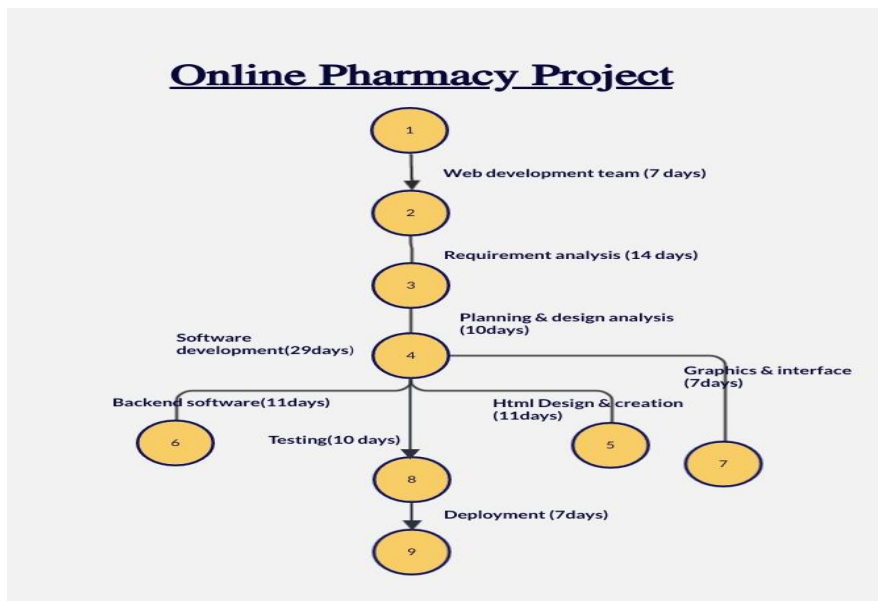 Online Pharmacy Project
1
Web development team (7 days)
2
Requirement analysis (14 days)
3
Planning & design analysis
(10days)
Software
development(29days)
4
Graphics & interface
(7days)
Backend software(11days)
Html Design & creation
(11days)
6
Testing(10 days)
5
7
8
Deployment (7days)
9